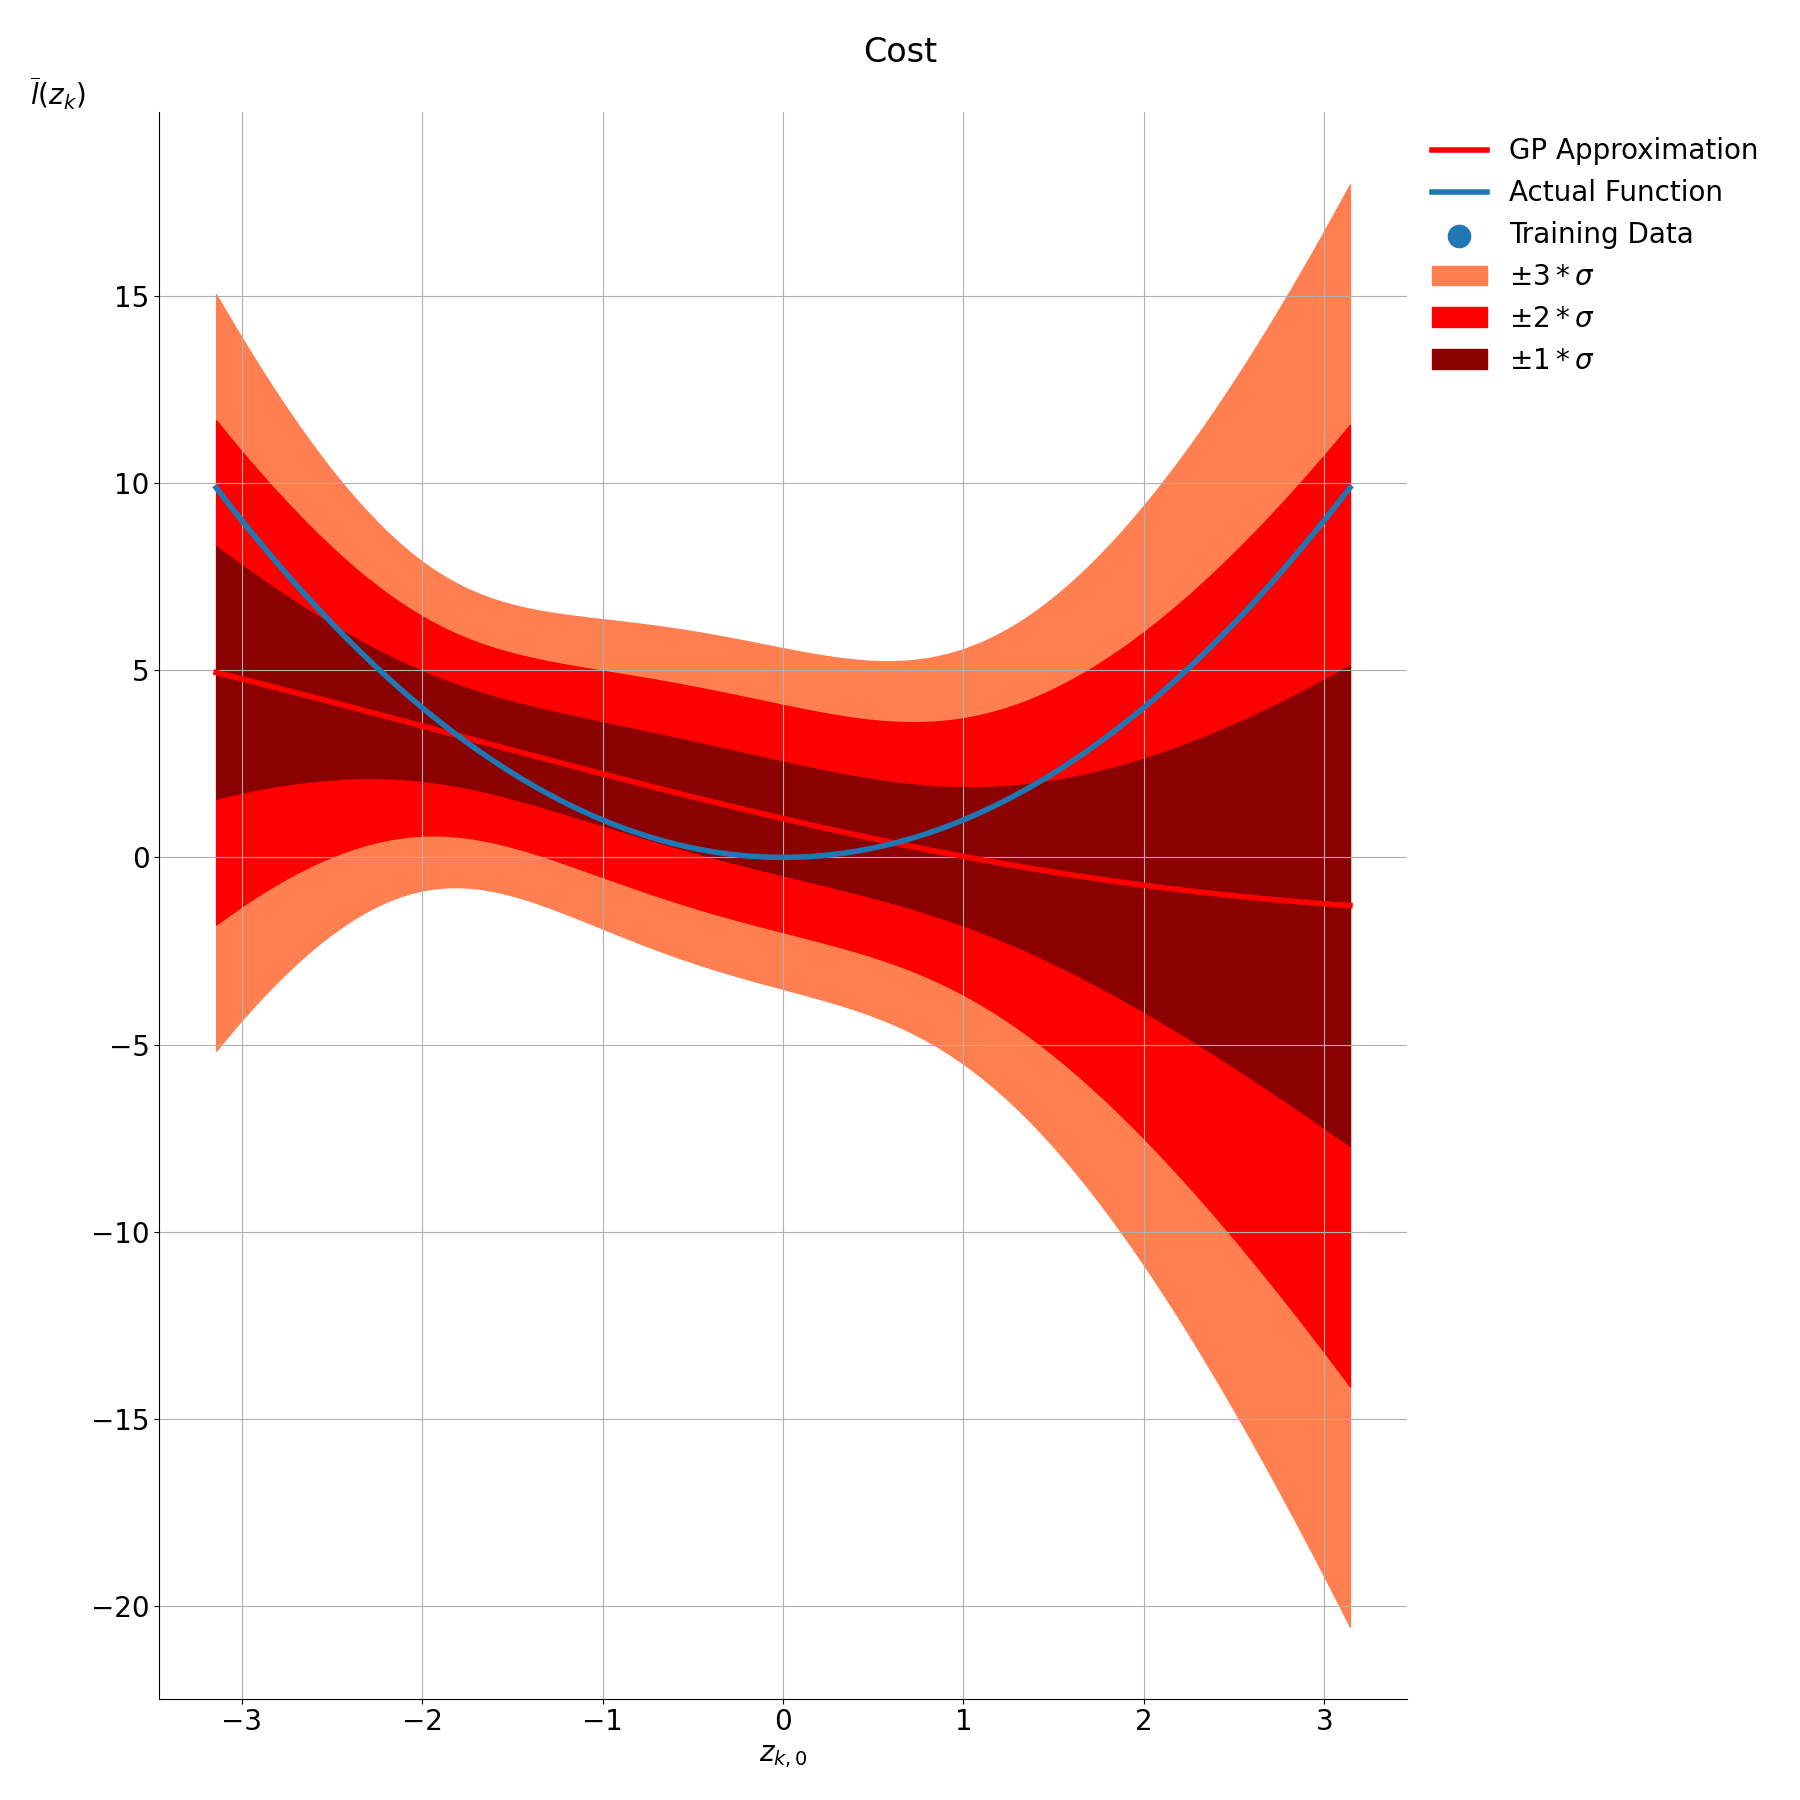 Cost
l̄(z_k)
GP Approximation
Actual Function
Training Data
±3 * σ
±2 * σ
±1 * σ
15
10
5
0
−5
−10
−15
−20
−3 −2 −1 0 1 2 3
z_{k,0}